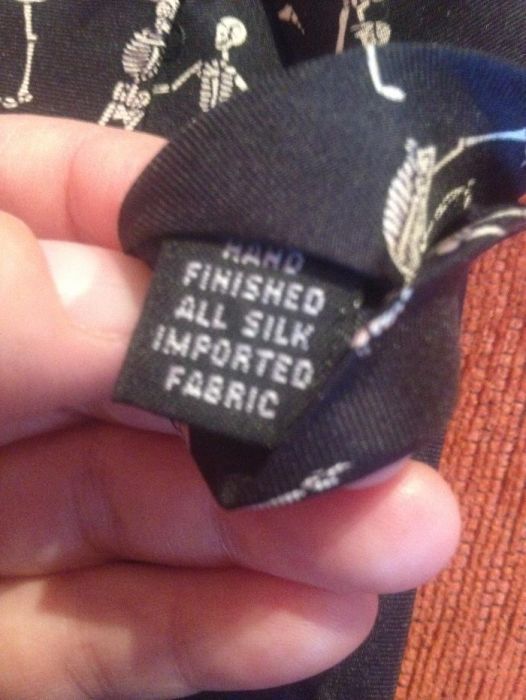 HAND
FINISHED
ALL SILK
IMPORTED
FABRIC